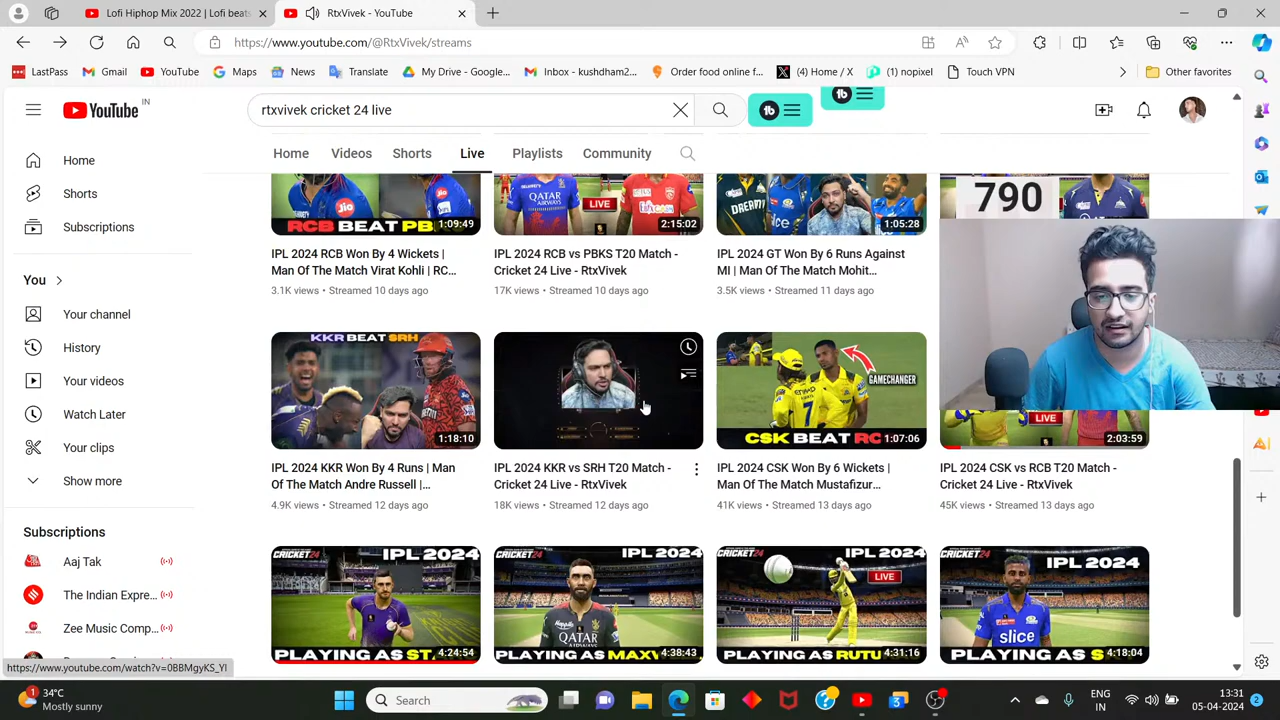 Lofi Hiphop Mix 2022 | Lofi beats
RtxVivek - YouTube
https://www.youtube.com/@RtxVivek/streams
LastPass
Gmail
YouTube
Maps
News
Translate
My Drive - Google...
Inbox - kushdham2...
Order food online f...
(4) Home / X
(1) nopixel
Touch VPN
Other favorites
YouTube IN
rtxvivek cricket 24 live
Home
Videos
Shorts
Live
Playlists
Community
Home
Shorts
Subscriptions
You
Your channel
History
Your videos
Watch Later
Your clips
Show more
Subscriptions
Aaj Tak
The Indian Expre...
Zee Music Comp...
RCB BEAT PB
1:09:49
IPL 2024 RCB Won By 4 Wickets |
Man Of The Match Virat Kohli | RC...
3.1K views • Streamed 10 days ago
QATAR
AIRWAYS
LIVE
2:15:02
IPL 2024 RCB vs PBKS T20 Match -
Cricket 24 Live - RtxVivek
17K views • Streamed 10 days ago
DREAM11
slice
1:05:28
IPL 2024 GT Won By 6 Runs Against
MI | Man Of The Match Mohit...
3.5K views • Streamed 11 days ago
790
KKR BEAT SRH
1:18:10
IPL 2024 KKR Won By 4 Runs | Man
Of The Match Andre Russell |...
4.9K views • Streamed 12 days ago
IPL 2024 KKR vs SRH T20 Match -
Cricket 24 Live - RtxVivek
18K views • Streamed 12 days ago
GAMECHANGER
CSK BEAT RC
1:07:06
IPL 2024 CSK Won By 6 Wickets |
Man Of The Match Mustafizur...
41K views • Streamed 13 days ago
LIVE
2:03:59
IPL 2024 CSK vs RCB T20 Match -
Cricket 24 Live - RtxVivek
45K views • Streamed 13 days ago
CRICKET24
IPL 2024
PLAYING AS ST
4:24:54
CRICKET24
IPL 2024
QATAR
PLAYING AS MAXV
4:38:43
CRICKET24
IPL 2024
LIVE
PLAYING AS RUTU
4:31:16
CRICKET24
IPL 2024
slice
PLAYING AS S
4:18:04
https://www.youtube.com/watch?v=0BBMgyKS_YI
1
34°C
Mostly sunny
Search
ENG
IN
13:31
05-04-2024
2